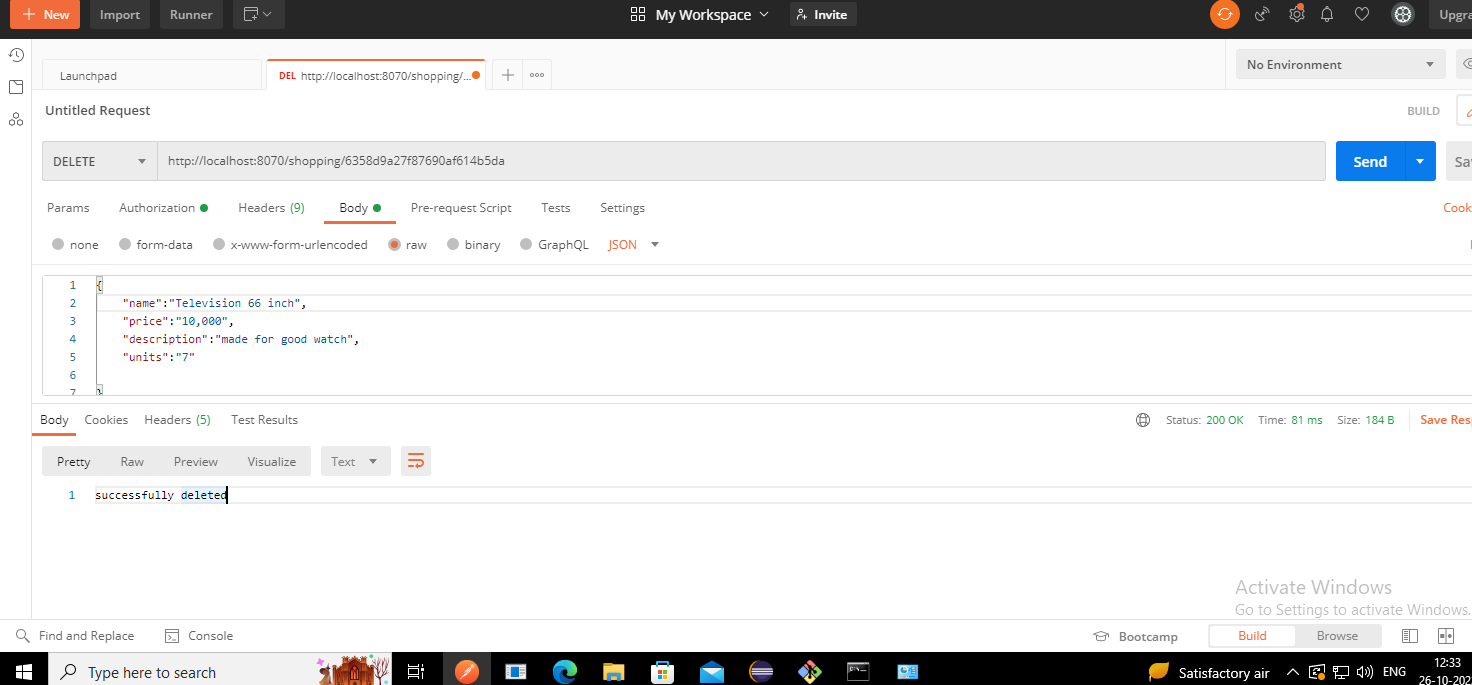 New Import Runner My Workspace Invite Upgra
Launchpad DEL http://localhost:8070/shopping/... No Environment
Untitled Request BUILD
DELETE http://localhost:8070/shopping/6358d9a27f87690af614b5da Send Sa
Params Authorization Headers (9) Body Pre-request Script Tests Settings Cook
none form-data x-www-form-urlencoded raw binary GraphQL JSON
1 {
2 "name":"Television 66 inch",
3 "price":"10,000",
4 "description":"made for good watch",
5 "units":"7"
6
7 }
Body Cookies Headers (5) Test Results Status: 200 OK Time: 81 ms Size: 184 B Save Resp
Pretty Raw Preview Visualize Text
1 successfully deleted
Activate Windows
Go to Settings to activate Windows.
Find and Replace Console Bootcamp Build Browse
Type here to search Satisfactory air ENG 12:33
26-10-202